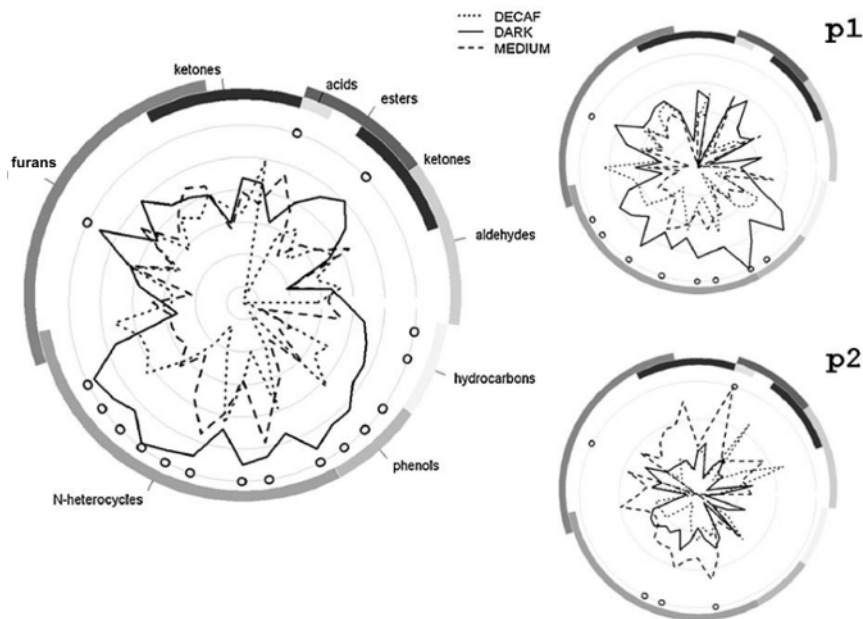 DECAF
DARK
MEDIUM
p1
ketones
acids
esters
ketones
furans
aldehydes
hydrocarbons
phenols
N-heterocycles
p2